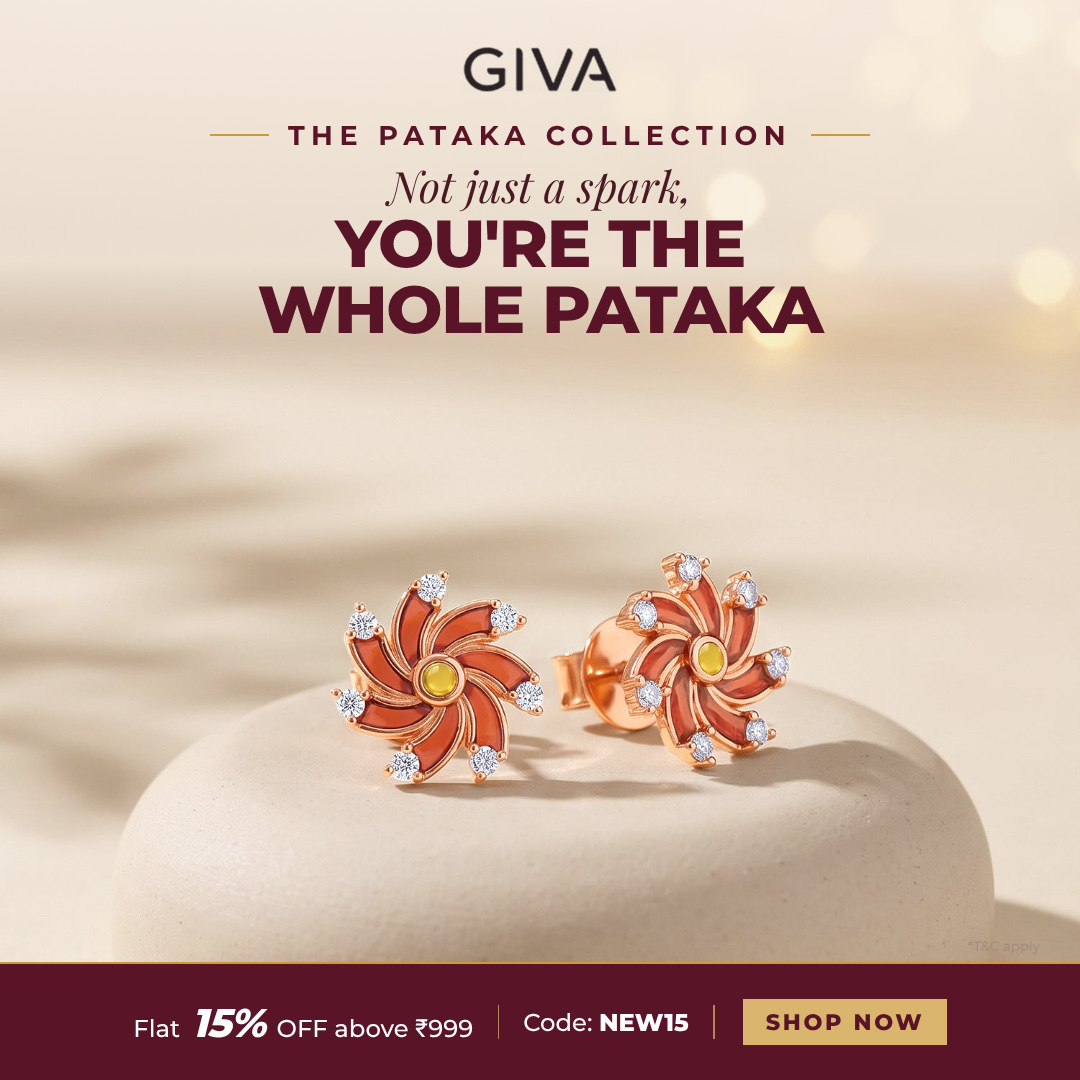 GIVA
THE PATAKA COLLECTION
Not just a spark,
YOU'RE THE
WHOLE PATAKA
*T&C apply
Flat 15% OFF above ₹999
Code: NEW15
SHOP NOW